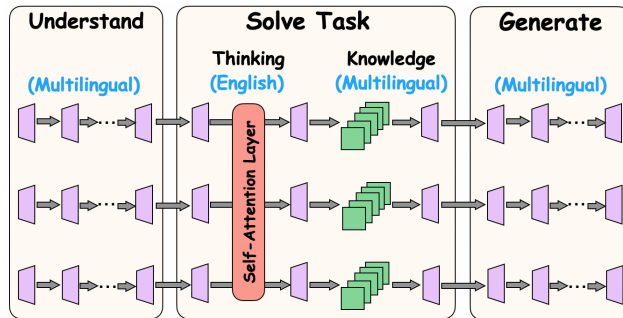 Understand
Solve Task
Generate
Thinking
Knowledge
(Multilingual)
(English)
(Multilingual)
(Multilingual)
Self-Attention Layer